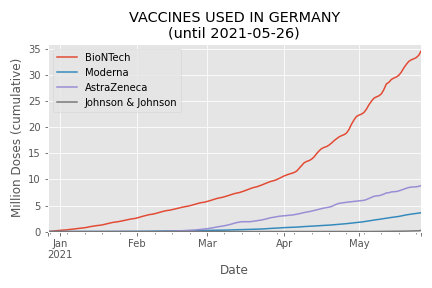 VACCINES USED IN GERMANY
(until 2021-05-26)
Million Doses (cumulative)
35
30
25
20
15
10
5
0
BioNTech
Moderna
AstraZeneca
Johnson & Johnson
Jan
2021
Feb
Mar
Apr
May
Date